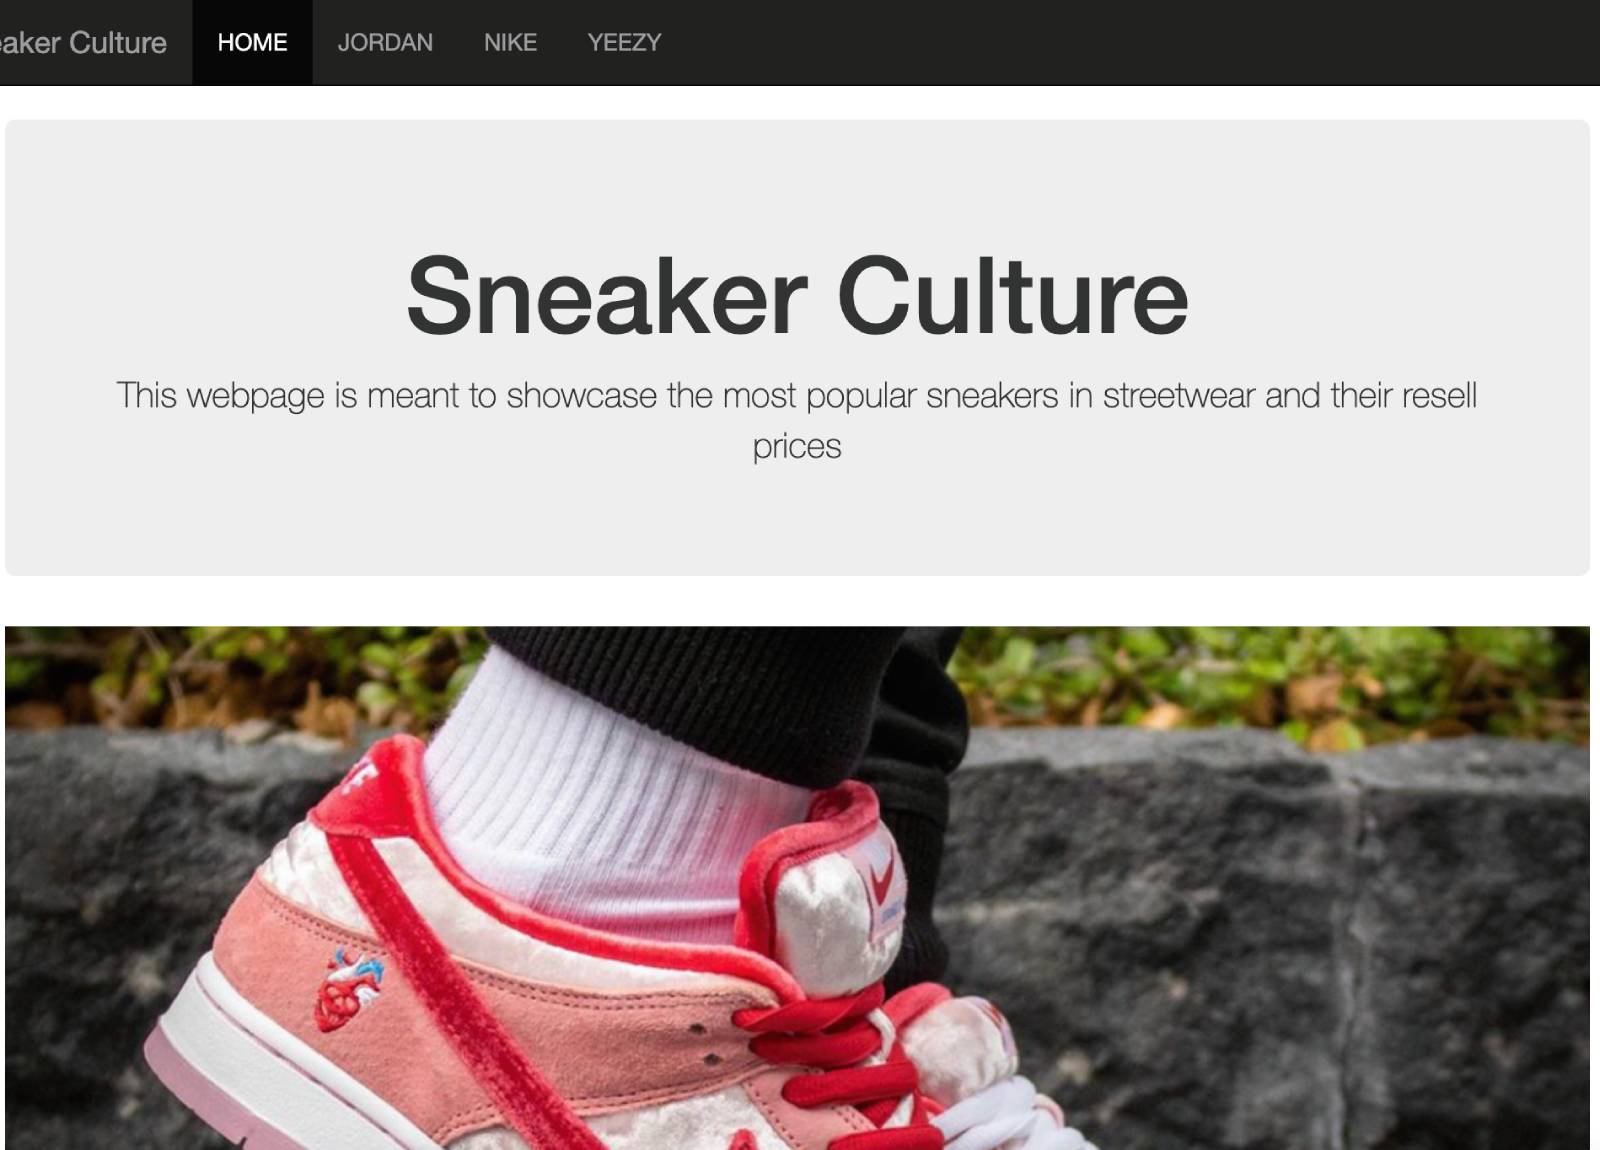 aker Culture HOME JORDAN NIKE YEEZY
Sneaker Culture
This webpage is meant to showcase the most popular sneakers in streetwear and their resell
prices